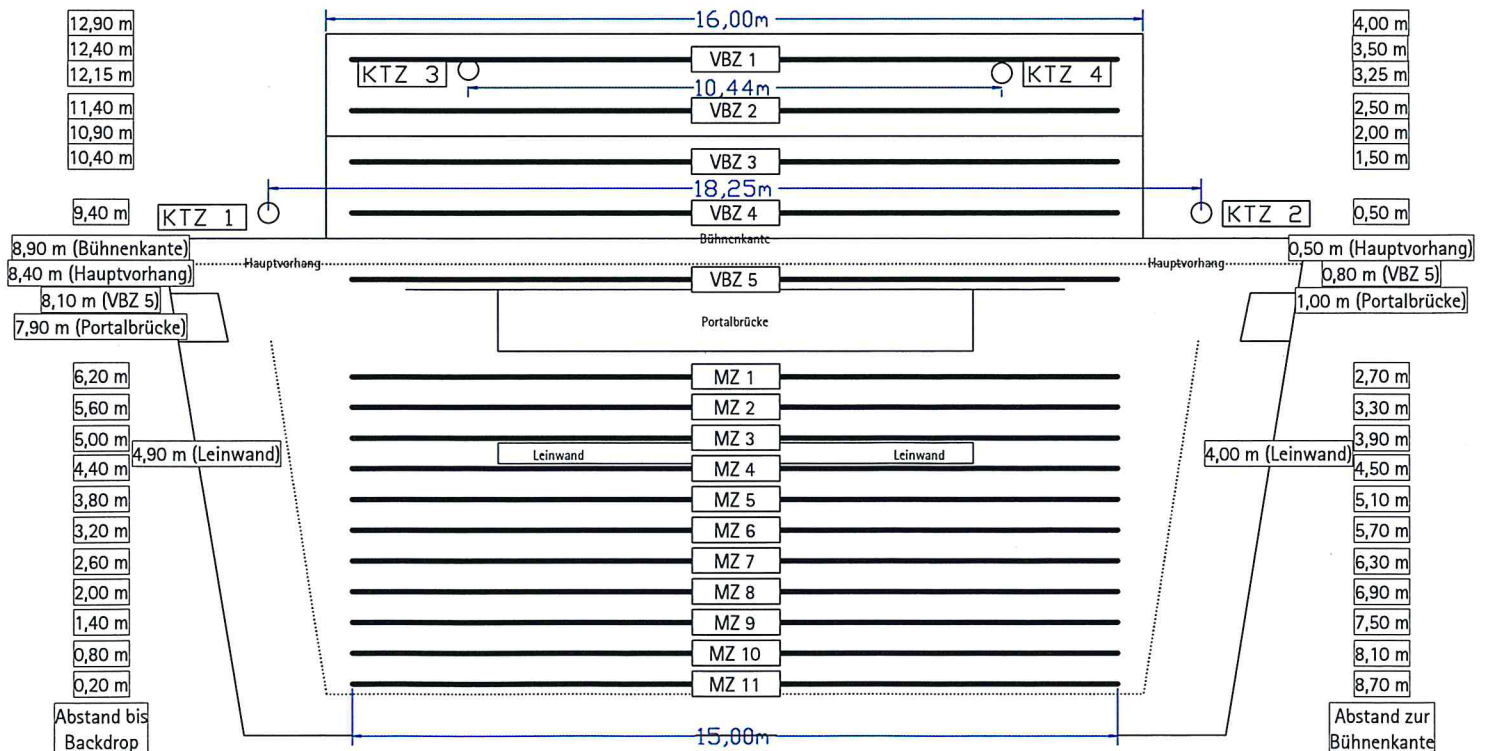 12,90 m
16,00m
4,00 m
12,40 m
VBZ 1
3,50 m
12,15 m
KTZ 3
KTZ 4
3,25 m
10,44m
11,40 m
VBZ 2
2,50 m
10,90 m
2,00 m
10,40 m
VBZ 3
1,50 m
18,25m
9,40 m
KTZ 1
VBZ 4
KTZ 2
0,50 m
Bühnenkante
8,90 m (Bühnenkante)
0,50 m (Hauptvorhang)
Hauptvorhang
Hauptvorhang
8,40 m (Hauptvorhang)
VBZ 5
0,80 m (VBZ 5)
8,10 m (VBZ 5)
1,00 m (Portalbrücke)
7,90 m (Portalbrücke)
Portalbrücke
6,20 m
MZ 1
2,70 m
5,60 m
MZ 2
3,30 m
5,00 m
MZ 3
3,90 m
4,90 m (Leinwand)
Leinwand
Leinwand
4,00 m (Leinwand)
4,40 m
MZ 4
4,50 m
3,80 m
MZ 5
5,10 m
3,20 m
MZ 6
5,70 m
2,60 m
MZ 7
6,30 m
2,00 m
MZ 8
6,90 m
1,40 m
MZ 9
7,50 m
0,80 m
MZ 10
8,10 m
0,20 m
MZ 11
8,70 m
Abstand bis
Backdrop
15,00m
Abstand zur
Bühnenkante